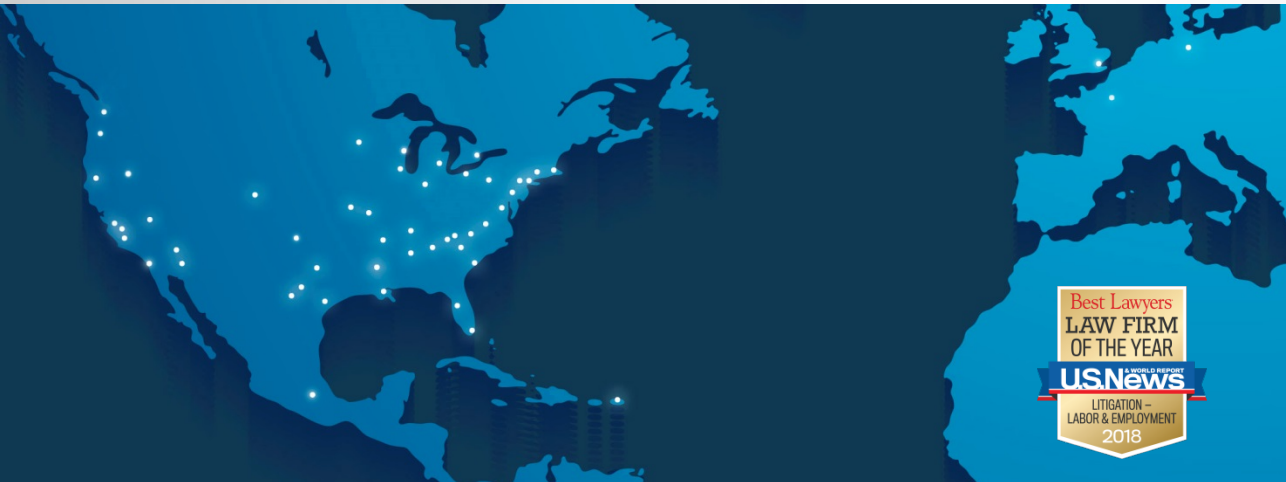 Best Lawyers
LAW FIRM
OF THE YEAR
U.S.News
& WORLD REPORT
LITIGATION –
LABOR & EMPLOYMENT
2018